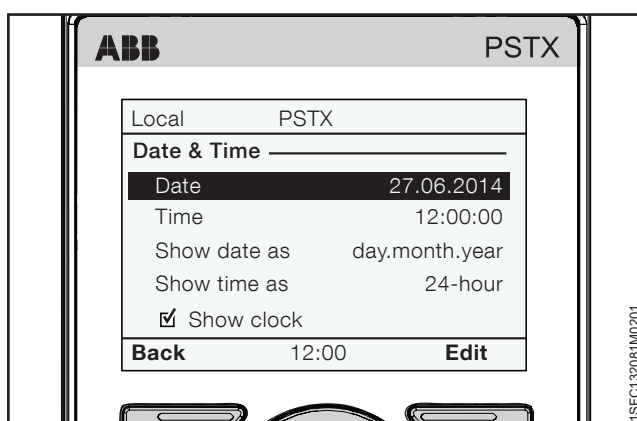 ABB PSTX
Local PSTX
Date & Time
Date 27.06.2014
Time 12:00:00
Show date as day.month.year
Show time as 24-hour
☑ Show clock
Back 12:00 Edit
1SFC132081M0201